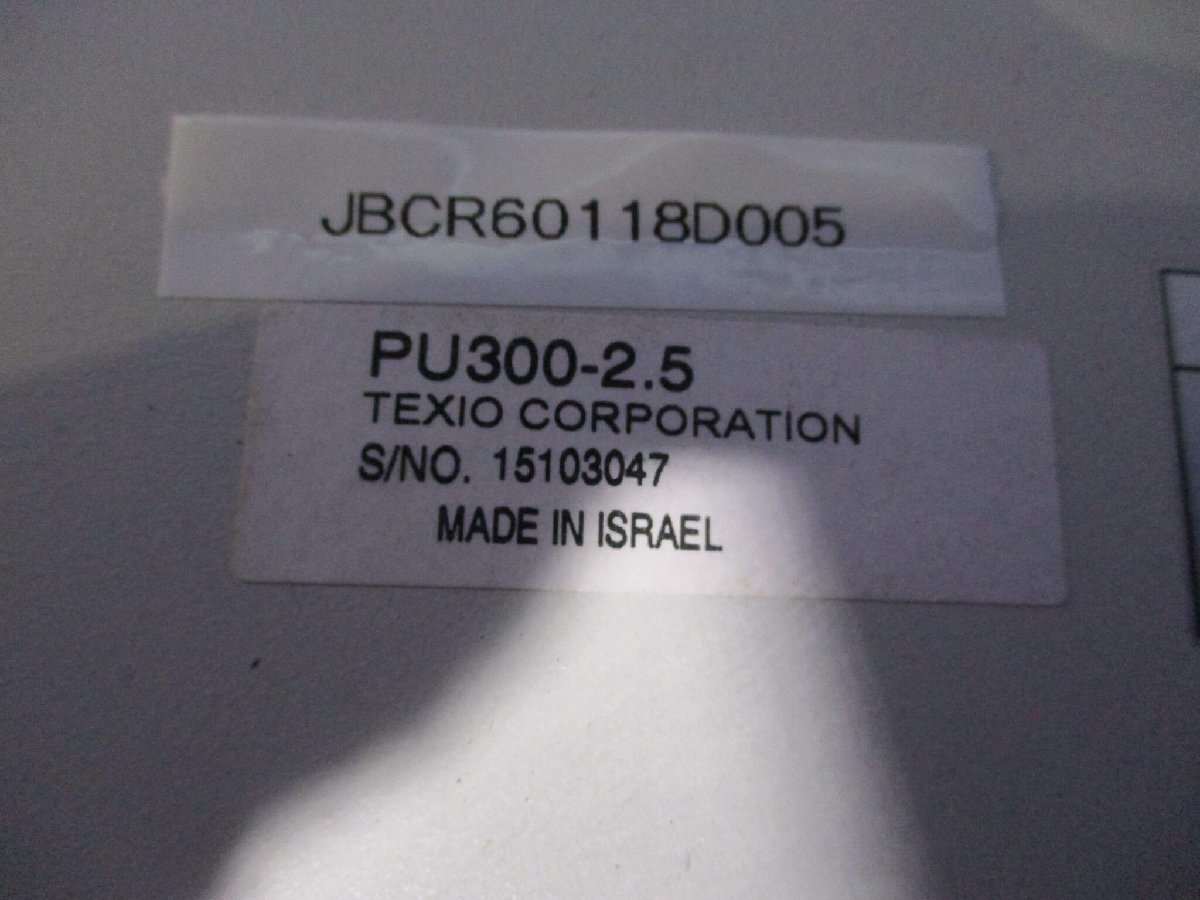 JBCR60118D005
PU300-2.5
TEXIO CORPORATION
S/NO. 15103047
MADE IN ISRAEL